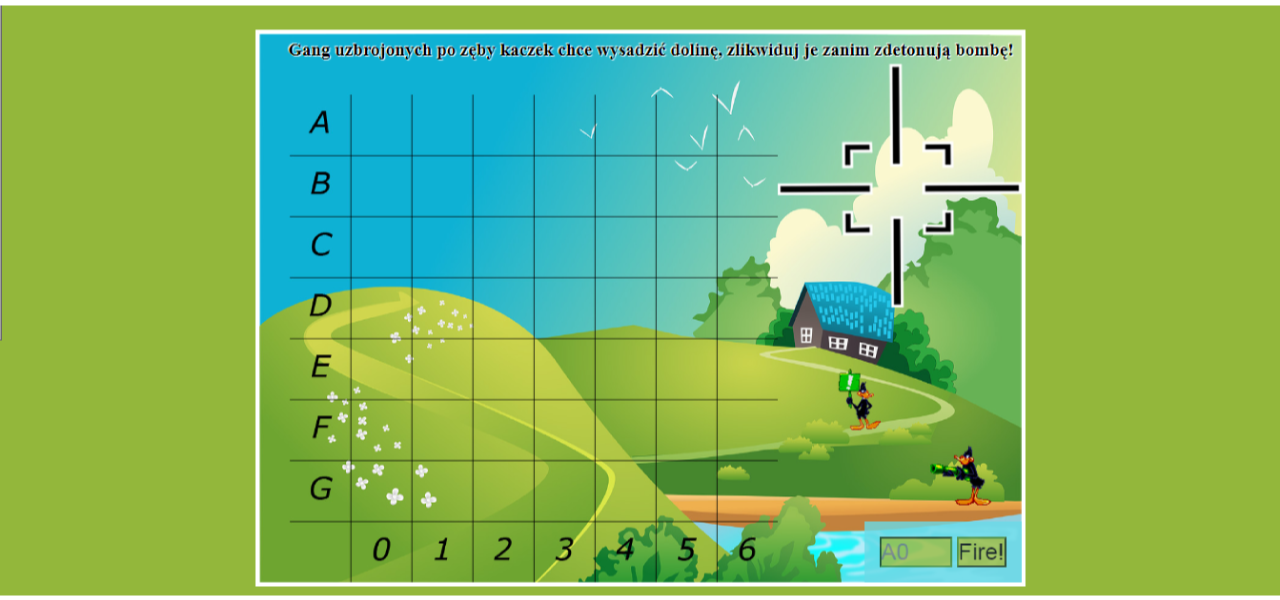 Gang uzbrojonych po zęby kaczek chce wysadzić dolinę, zlikwiduj je zanim zdetonują bombę!
A
B
C
D
E
F
G
0 1 2 3 4 5 6
A0 Fire!
!